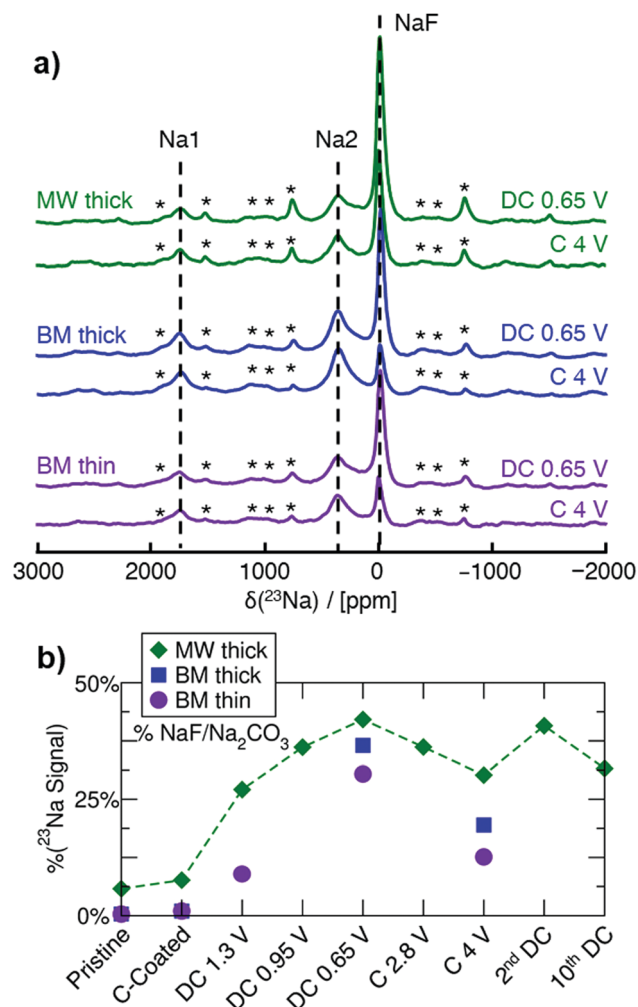 a)
NaF
Na1
Na2
MW thick
DC 0.65 V
* * * * * * * *
C 4 V
* * * * * * * *
BM thick
DC 0.65 V
* * * * * * * *
C 4 V
* * * * * * * *
BM thin
DC 0.65 V
* * * * * * * *
C 4 V
* * * * * * * *
3000 2000 1000 0 −1000 −2000
δ(²³Na) / [ppm]
b)
MW thick
BM thick
BM thin
% NaF/Na₂CO₃
50%
25%
0%
%(²³Na Signal)
Pristine
C-Coated
DC 1.3 V
DC 0.95 V
DC 0.65 V
C 2.8 V
C 4 V
2ⁿᵈ DC
10ᵗʰ DC